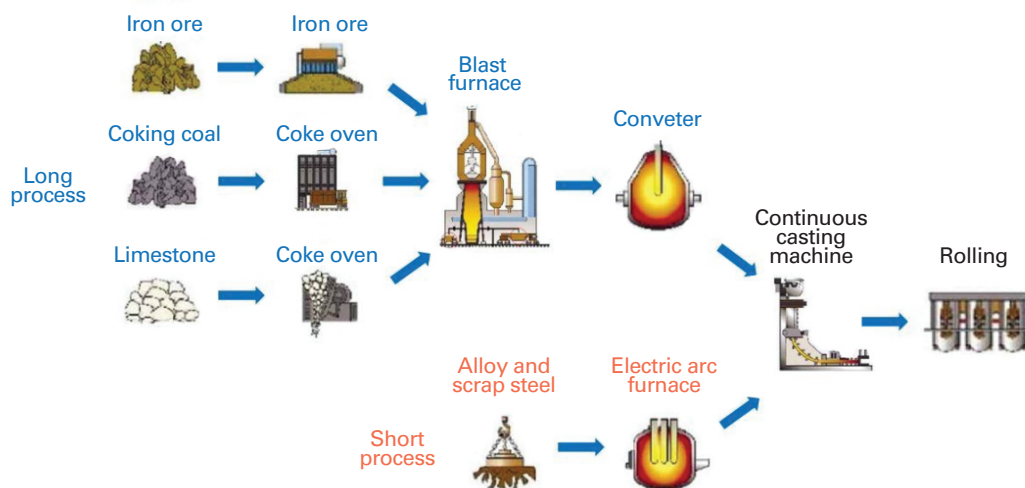 Iron ore
Iron ore
Blast
furnace
Coking coal
Coke oven
Conveter
Long
process
Continuous
casting
machine
Rolling
Limestone
Coke oven
Alloy and
scrap steel
Electric arc
furnace
Short
process